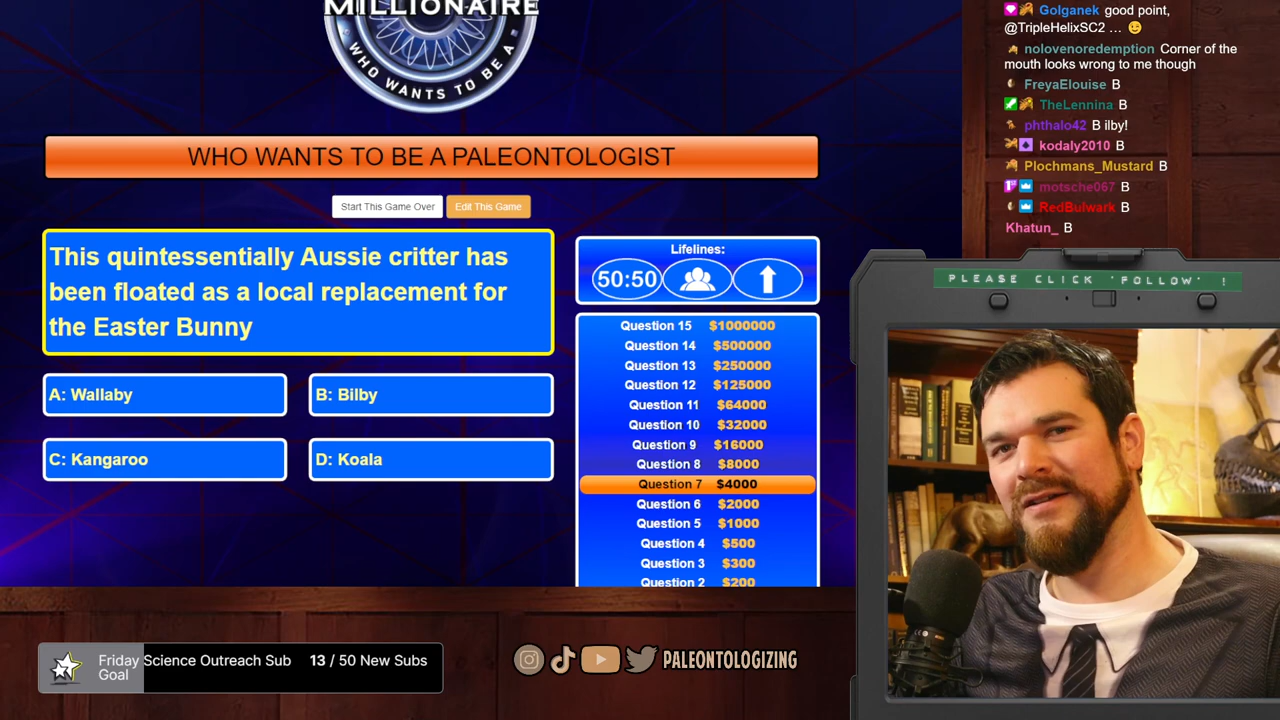 MILLIONAIRE
WHO WANTS TO BE A
WHO WANTS TO BE A PALEONTOLOGIST
Start This Game Over
Edit This Game
This quintessentially Aussie critter has
been floated as a local replacement for
the Easter Bunny
A: Wallaby
B: Bilby
C: Kangaroo
D: Koala
Lifelines:
50:50
Question 15 $1000000
Question 14 $500000
Question 13 $250000
Question 12 $125000
Question 11 $64000
Question 10 $32000
Question 9 $16000
Question 8 $8000
Question 7 $4000
Question 6 $2000
Question 5 $1000
Question 4 $500
Question 3 $300
Question 2 $200
Golganek good point,
@TripleHelixSC2 ...
nolovenoredemption Corner of the
mouth looks wrong to me though
FreyaElouise B
TheLennina B
phthalo42 B ilby!
kodaly2010 B
Plochmans_Mustard B
motsche067 B
RedBulwark B
Khatun_ B
PLEASE CLICK 'FOLLOW' !
Friday Science Outreach Sub
Goal
13 / 50 New Subs
PALEONTOLOGIZING